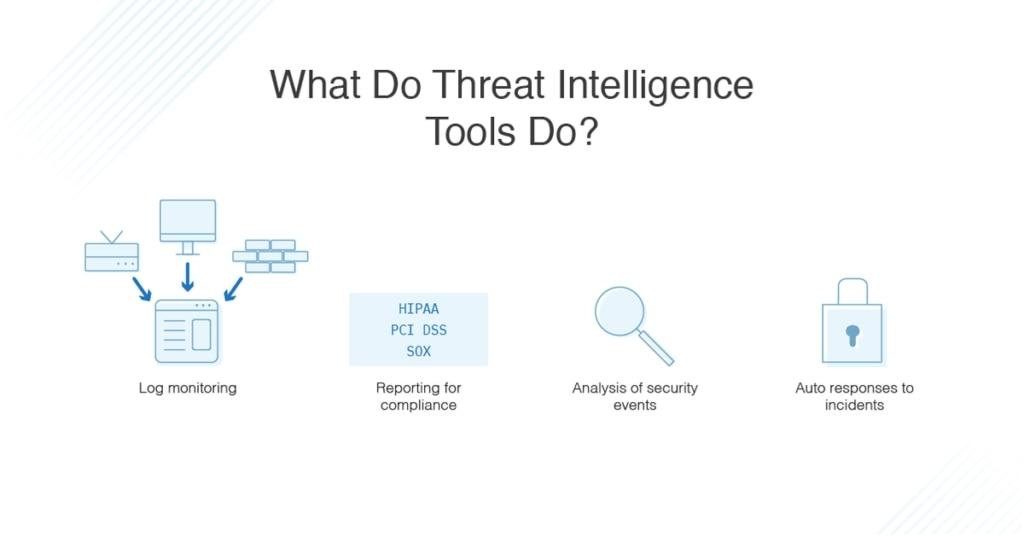 What Do Threat Intelligence
Tools Do?
Log monitoring
HIPAA
PCI DSS
SOX
Reporting for
compliance
Analysis of security
events
Auto responses to
incidents